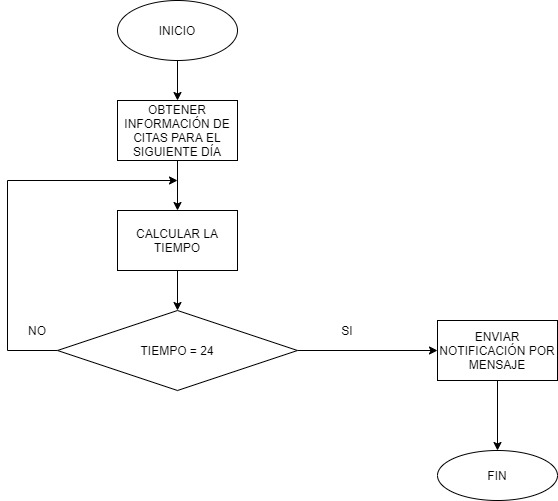 INICIO
OBTENER
INFORMACIÓN DE
CITAS PARA EL
SIGUIENTE DÍA
CALCULAR LA
TIEMPO
NO
TIEMPO = 24
SI
ENVIAR
NOTIFICACIÓN POR
MENSAJE
FIN